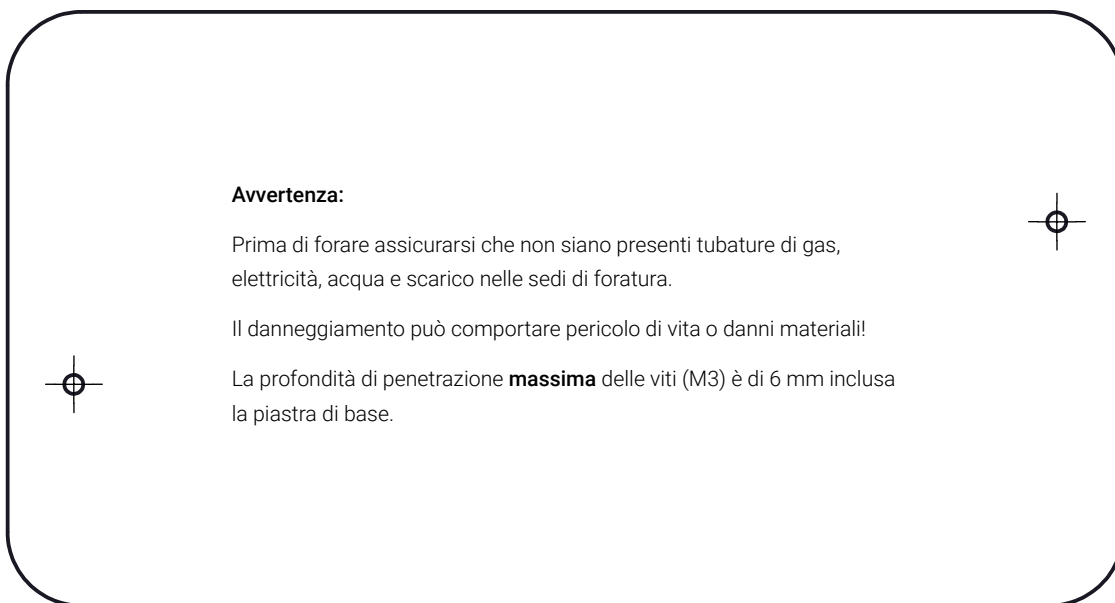 Avvertenza:
Prima di forare assicurarsi che non siano presenti tubature di gas,
elettricità, acqua e scarico nelle sedi di foratura.
Il danneggiamento può comportare pericolo di vita o danni materiali!
La profondità di penetrazione massima delle viti (M3) è di 6 mm inclusa
la piastra di base.